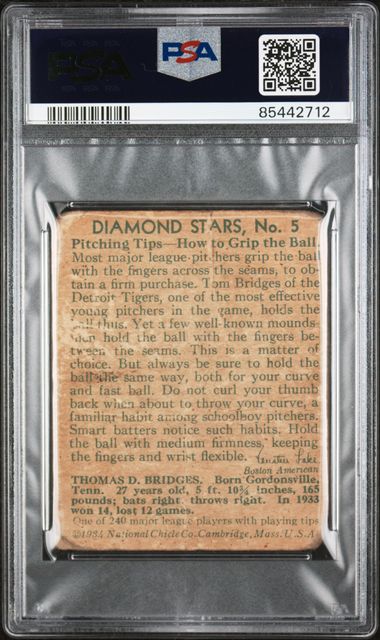 PSA
PSA
85442712
DIAMOND STARS, No. 5
Pitching Tips—How to Grip the Ball.
Most major league pitchers grip the ball
with the fingers across the seams, to ob-
tain a firm purchase. Tom Bridges of the
Detroit Tigers, one of the most effective
young pitchers in the game, holds the
ball thus. Yet a few well-known mounds-
men hold the ball with the fingers be-
tween the seams. This is a matter of
choice. But always be sure to hold the
ball the same way, both for your curve
and fast ball. Do not curl your thumb
back when about to throw your curve, a
familiar habit among schoolboy pitchers.
Smart batters notice such habits. Hold
the ball with medium firmness, keeping
the fingers and wrist flexible. Austen Lake
Boston American
THOMAS D. BRIDGES. Born Gordonsville,
Tenn. 27 years old, 5 ft. 10¾ inches, 165
pounds; bats right throws right. In 1933
won 14, lost 12 games.
One of 240 major league players with playing tips
©1934 National Chicle Co. Cambridge, Mass. U.S.A